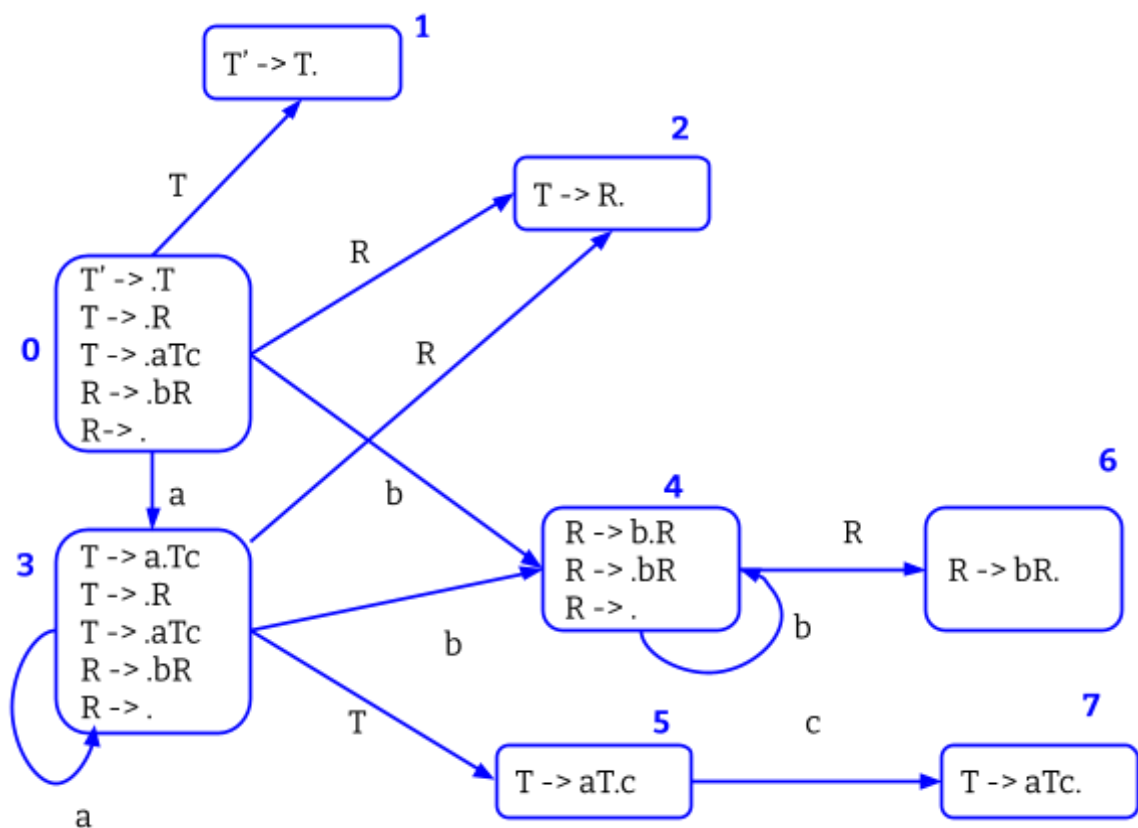 1
T' -> T.
2
T -> R.
T
R
0
T' -> .T
T -> .R
T -> .aTc
R -> .bR
R-> .
R
a
b
3
T -> a.Tc
T -> .R
T -> .aTc
R -> .bR
R -> .
a
b
T
4
R -> b.R
R -> .bR
R -> .
b
R
6
R -> bR.
5
T -> aT.c
c
7
T -> aTc.